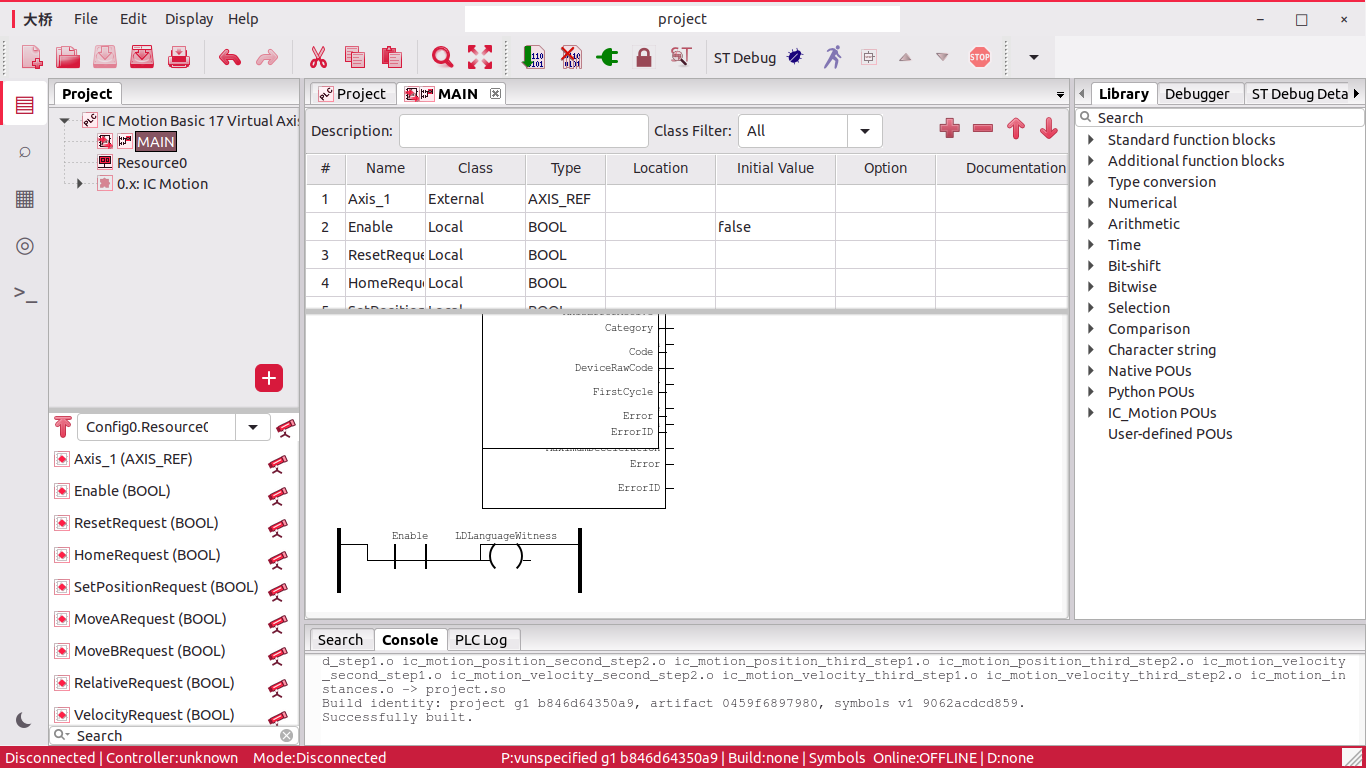 大桥 File Edit Display Help project
ST Debug
Project
IC Motion Basic 17 Virtual Axis
MAIN
Resource0
0.x: IC Motion
Config0.Resource0
Axis_1 (AXIS_REF)
Enable (BOOL)
ResetRequest (BOOL)
HomeRequest (BOOL)
SetPositionRequest (BOOL)
MoveARequest (BOOL)
MoveBRequest (BOOL)
RelativeRequest (BOOL)
VelocityRequest (BOOL)
Search
Project MAIN
Description: Class Filter: All
# Name Class Type Location Initial Value Option Documentation
1 Axis_1 External AXIS_REF
2 Enable Local BOOL false
3 ResetReque Local BOOL
4 HomeReque Local BOOL
5 SetPosition Local BOOL
Category
Code
DeviceRawCode
FirstCycle
Error
ErrorID
Error
ErrorID
Enable LDLanguageWitness
Search Console PLC Log
d_step1.o ic_motion_position_second_step2.o ic_motion_position_third_step1.o ic_motion_position_third_step2.o ic_motion_velocity
_second_step1.o ic_motion_velocity_second_step2.o ic_motion_velocity_third_step1.o ic_motion_velocity_third_step2.o ic_motion_in
stances.o -> project.so
Build identity: project g1 b846d64350a9, artifact 0459f6897980, symbols v1 9062acdcd859.
Successfully built.
Library Debugger ST Debug Deta
Search
Standard function blocks
Additional function blocks
Type conversion
Numerical
Arithmetic
Time
Bit-shift
Bitwise
Selection
Comparison
Character string
Native POUs
Python POUs
IC_Motion POUs
User-defined POUs
Disconnected | Controller:unknown Mode:Disconnected P:vunspecified g1 b846d64350a9 | Build:none | Symbols Online:OFFLINE | D:none